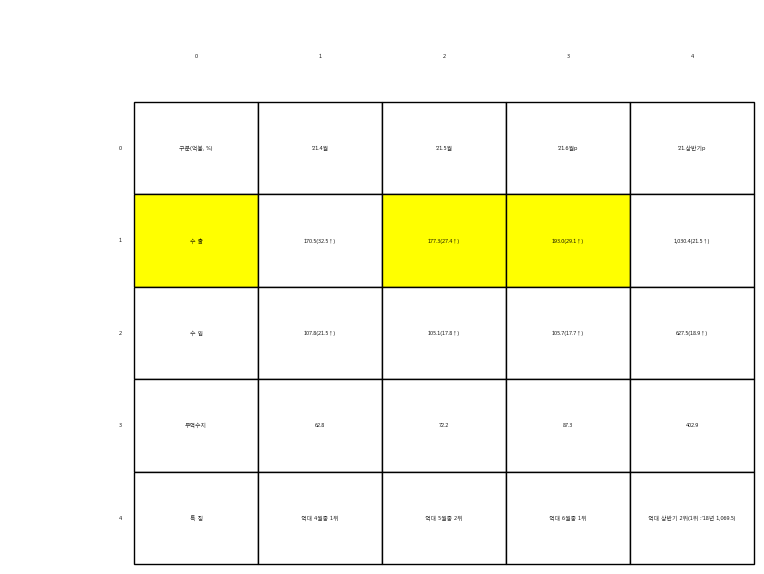 0 1 2 3 4
0 구분(억불, %) '21.4월 '21.5월 '21.6월p '21.상반기p
1 수 출 170.5(32.5↑) 177.3(27.4↑) 193.0(29.1↑) 1,030.4(21.5↑)
2 수 입 107.8(21.5↑) 105.1(17.8↑) 105.7(17.7↑) 627.5(18.9↑)
3 무역수지 62.8 72.2 87.3 402.9
4 특 징 역대 4월중 1위 역대 5월중 2위 역대 6월중 1위 역대 상반기 2위(1위 : '18년 1,069.5)